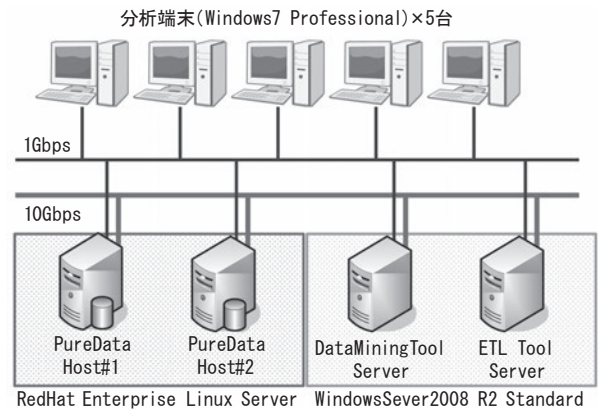 分析端末(Windows7 Professional)×5台
1Gbps
10Gbps
PureData
Host#1
PureData
Host#2
DataMiningTool
Server
ETL Tool
Server
RedHat Enterprise Linux Server
WindowsSever2008 R2 Standard